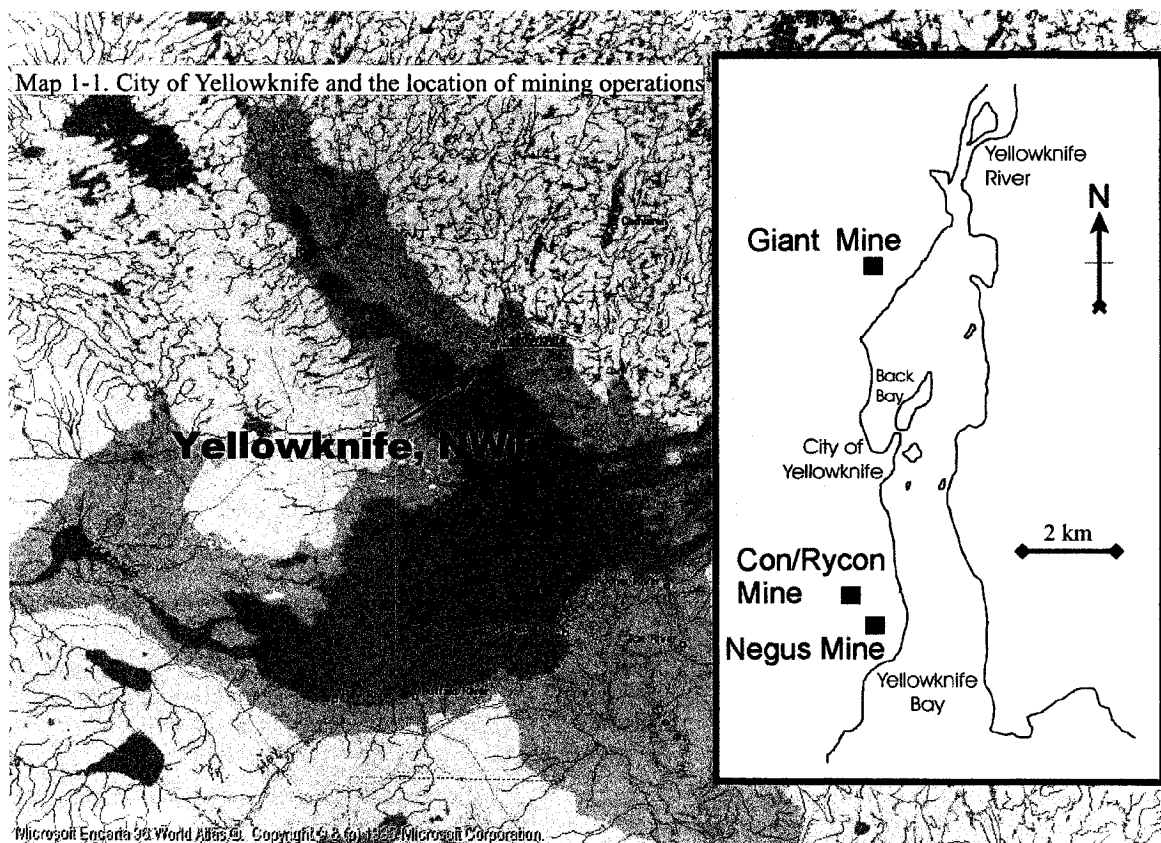 Map 1-1. City of Yellowknife and the location of mining operations
Yellowknife
River
N
Giant Mine
Back
Bay
Yellowknife, NWT
City of
Yellowknife
2 km
Con/Rycon
Mine
Negus Mine
Yellowknife
Bay
Microsoft Encarta 98 World Atlas ©. Copyright © & (p) Microsoft Corporation.